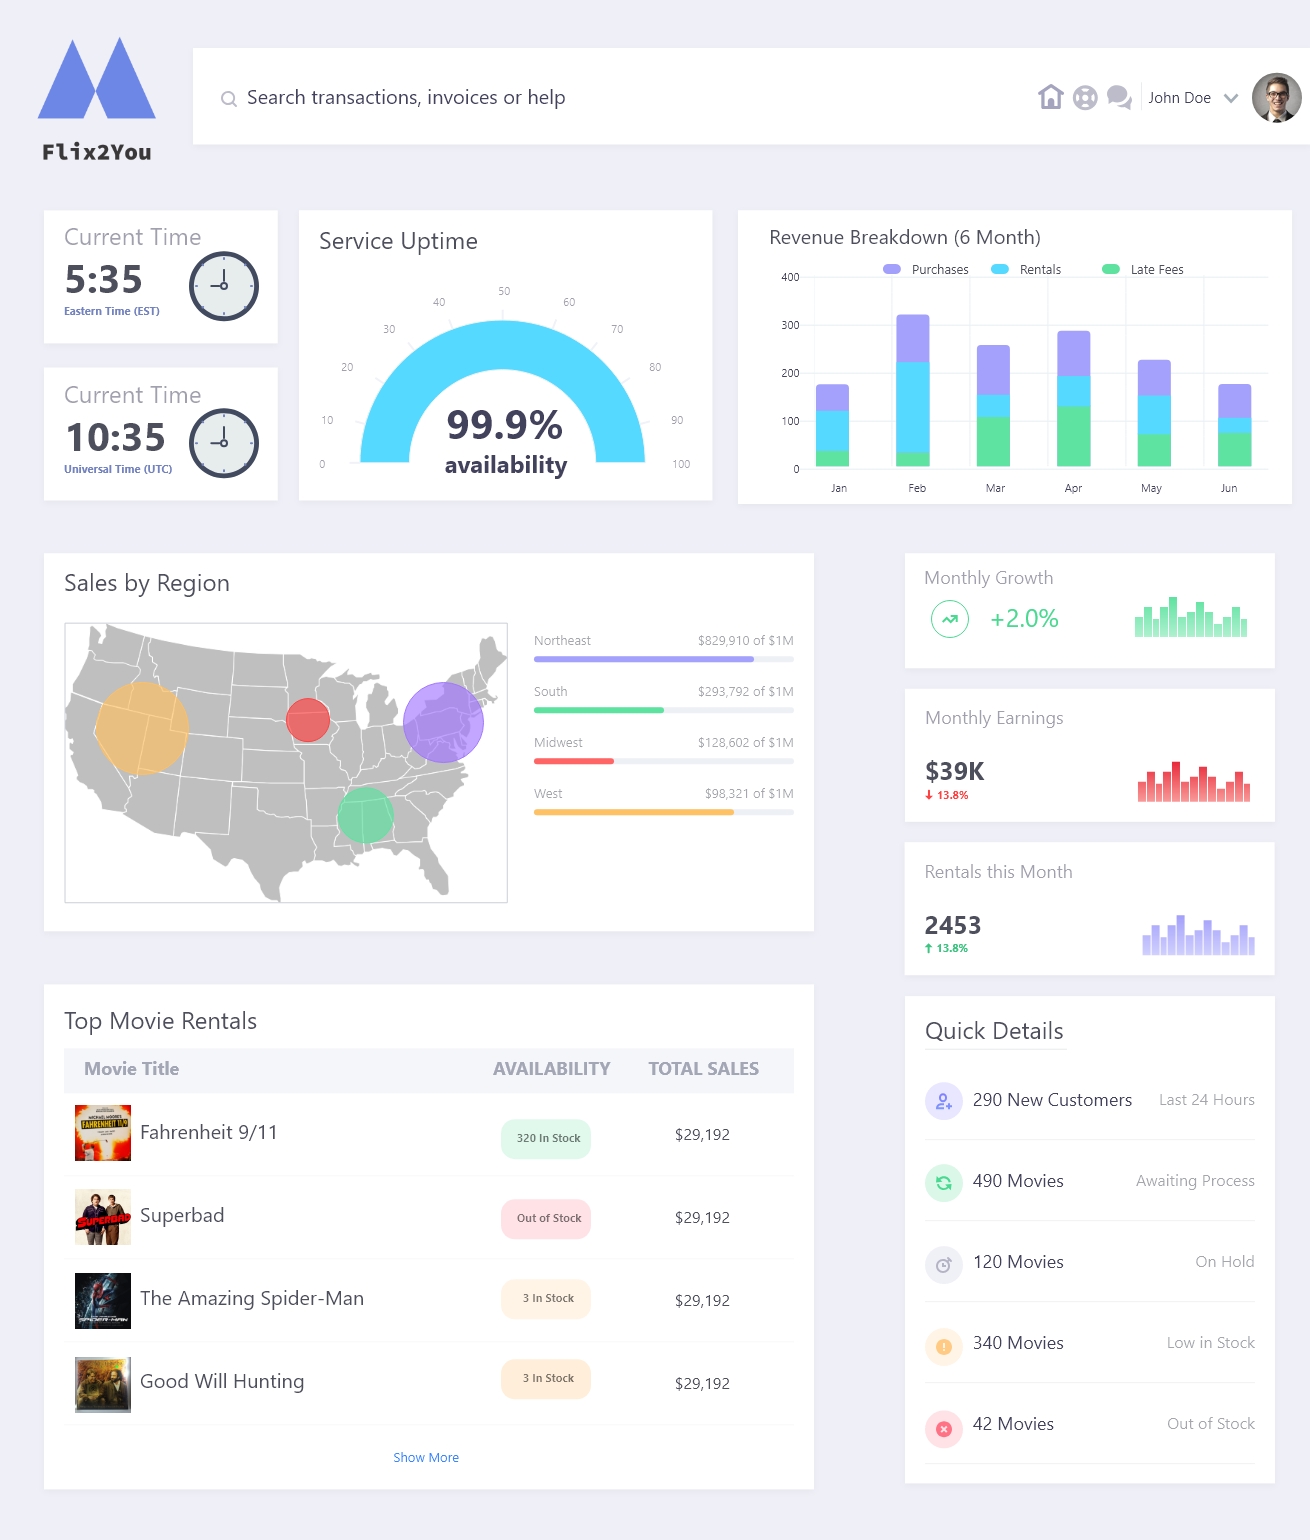 Flix2You
Search transactions, invoices or help
John Doe
Current Time
5:35
Eastern Time (EST)
Current Time
10:35
Universal Time (UTC)
Service Uptime
0
10
20
30
40
50
60
70
80
90
100
99.9%
availability
Revenue Breakdown (6 Month)
Purchases Rentals Late Fees
400
300
200
100
0
Jan Feb Mar Apr May Jun
Sales by Region
Northeast $829,910 of $1M
South $293,792 of $1M
Midwest $128,602 of $1M
West $98,321 of $1M
Monthly Growth
+2.0%
Monthly Earnings
$39K
13.8%
Rentals this Month
2453
13.8%
Top Movie Rentals
Movie Title AVAILABILITY TOTAL SALES
MICHAEL MOORE'S
FAHRENHEIT 9/11
Fahrenheit 9/11 320 In Stock $29,192
SUPERBAD
Superbad Out of Stock $29,192
SPIDER-MAN
The Amazing Spider-Man 3 In Stock $29,192
Good Will Hunting 3 In Stock $29,192
Show More
Quick Details
290 New Customers Last 24 Hours
490 Movies Awaiting Process
120 Movies On Hold
340 Movies Low in Stock
42 Movies Out of Stock